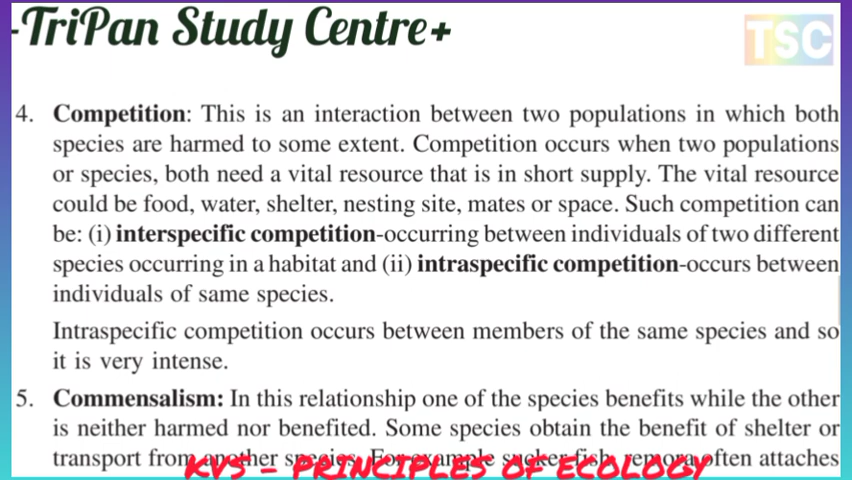 -TriPan Study Centre+
TSC
4. Competition: This is an interaction between two populations in which both
species are harmed to some extent. Competition occurs when two populations
or species, both need a vital resource that is in short supply. The vital resource
could be food, water, shelter, nesting site, mates or space. Such competition can
be: (i) interspecific competition-occurring between individuals of two different
species occurring in a habitat and (ii) intraspecific competition-occurs between
individuals of same species.
Intraspecific competition occurs between members of the same species and so
it is very intense.
5. Commensalism: In this relationship one of the species benefits while the other
is neither harmed nor benefited. Some species obtain the benefit of shelter or
transport from another species. For example sucker fish, remora often attaches
KVS - PRINCIPLES OF ECOLOGY